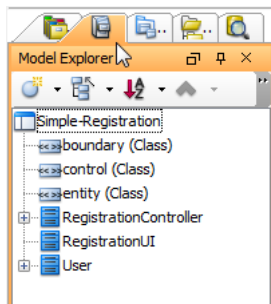 Model Explorer
Simple-Registration
«»boundary (Class)
«»control (Class)
«»entity (Class)
RegistrationController
RegistrationUI
User